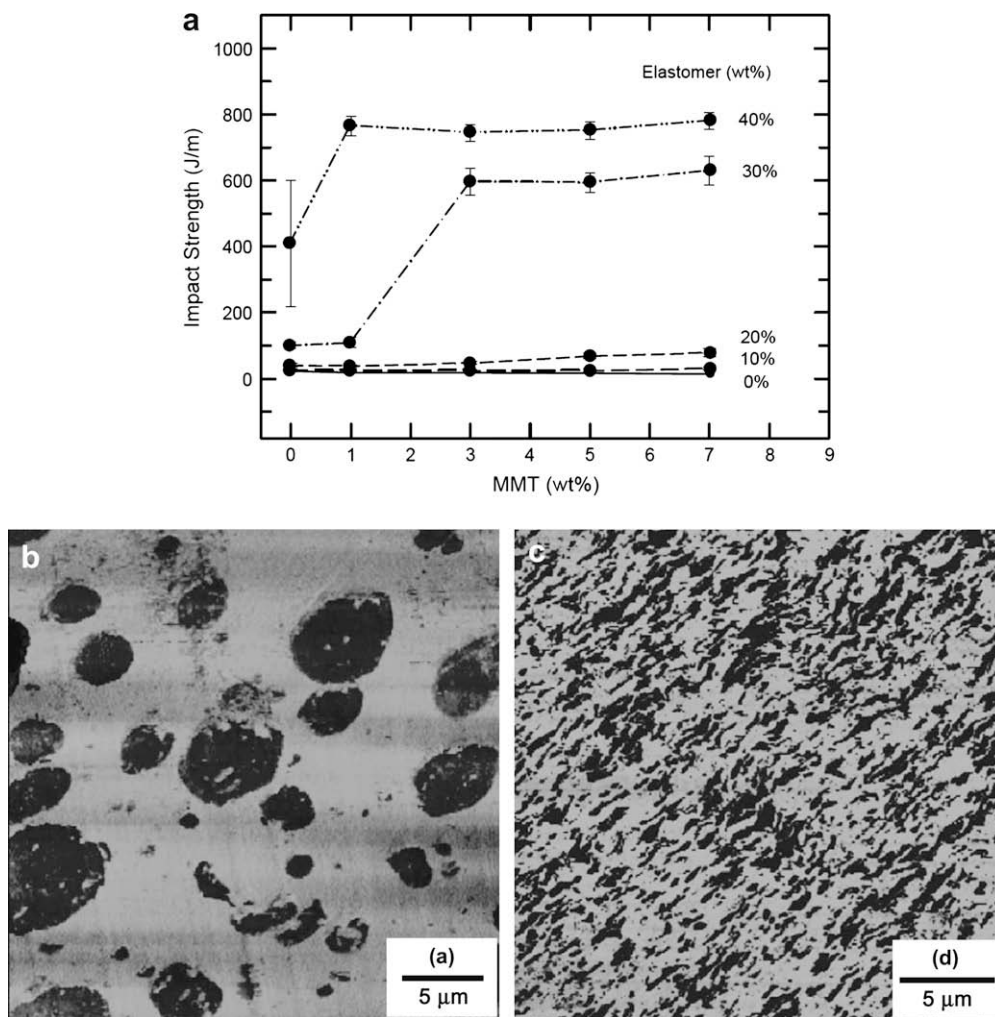 a
1000
800
600
400
200
0
Impact Strength (J/m)
Elastomer (wt%)
40%
30%
20%
10%
0%
0 1 2 3 4 5 6 7 8 9
MMT (wt%)
b
(a)
5 µm
c
(d)
5 µm